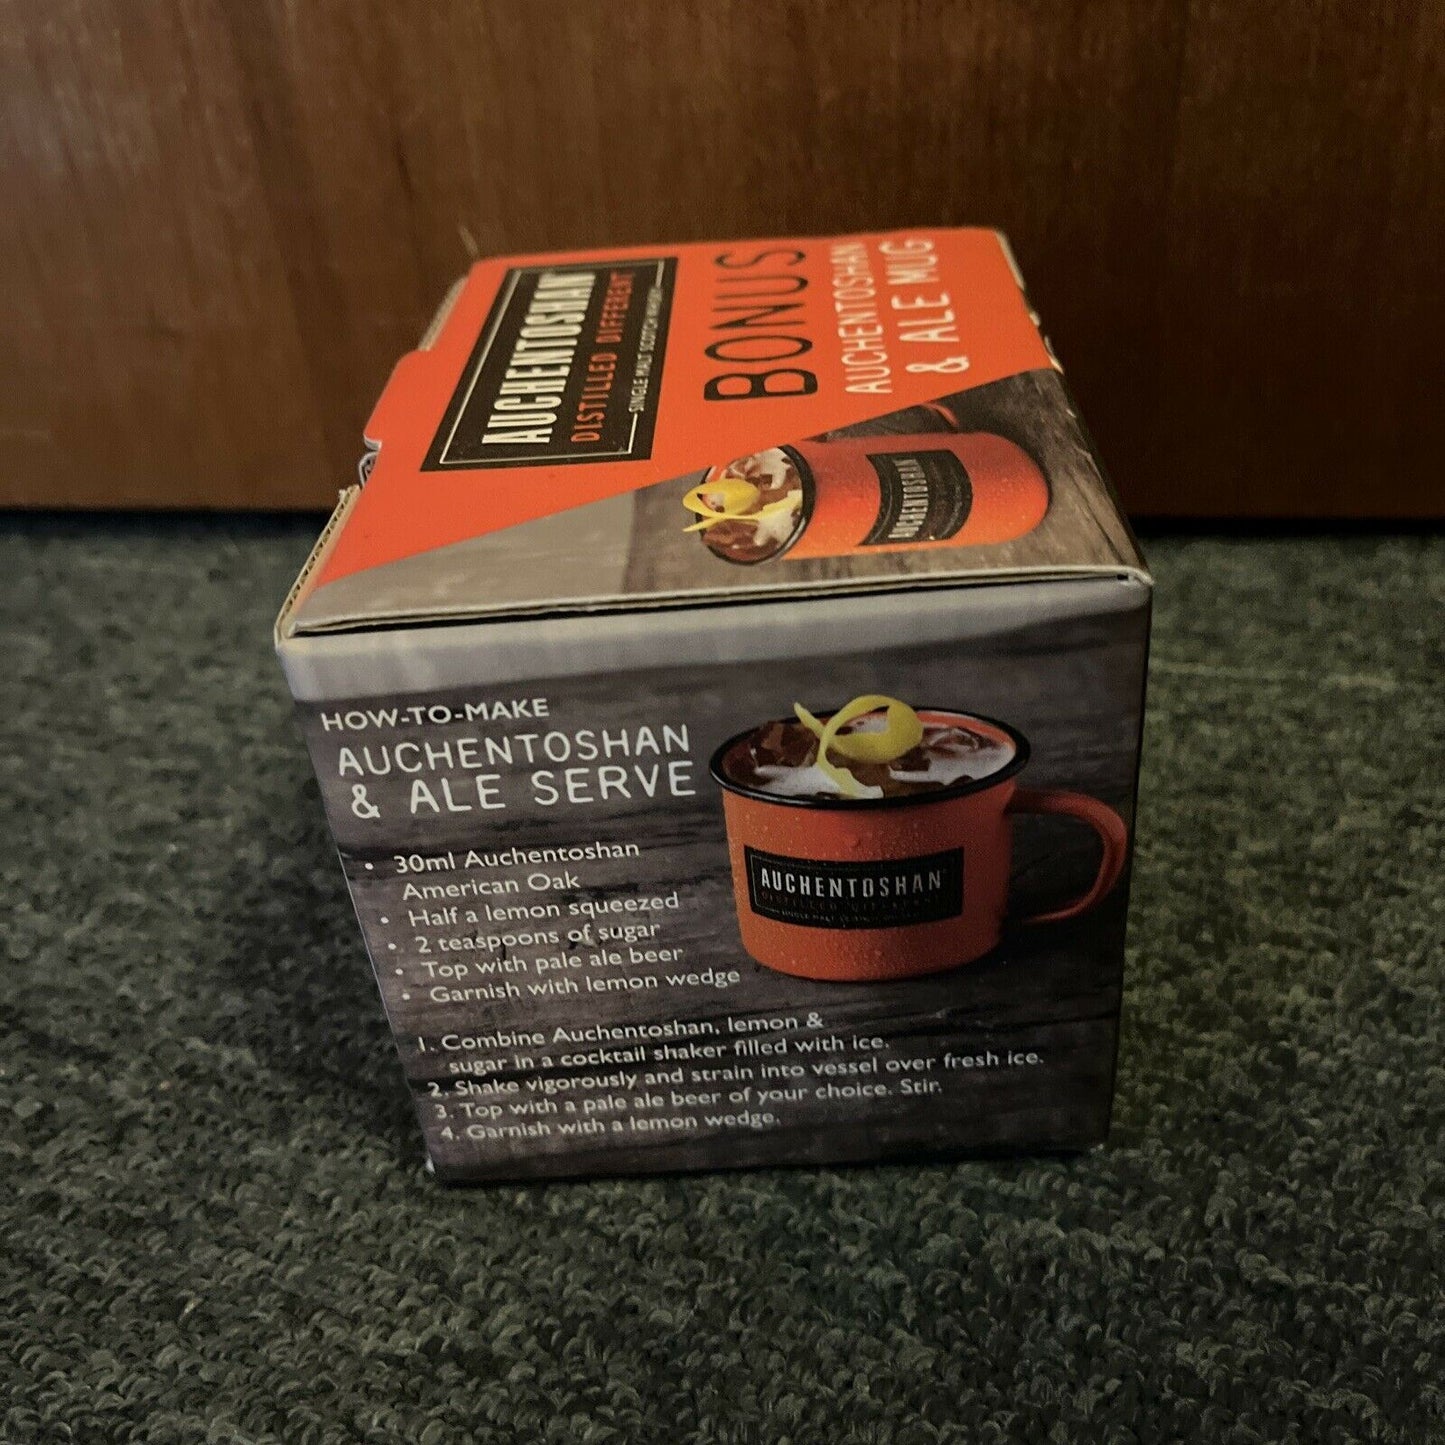 AUCHENTOSHAN
DISTILLED DIFFERENT
SINGLE MALT SCOTCH WHISKY
BONUS
AUCHENTOSHAN
& ALE MUG
AUCHENTOSHAN
HOW-TO-MAKE
AUCHENTOSHAN
& ALE SERVE
• 30ml Auchentoshan
American Oak
• Half a lemon squeezed
• 2 teaspoons of sugar
• Top with pale ale beer
• Garnish with lemon wedge
1. Combine Auchentoshan, lemon &
sugar in a cocktail shaker filled with ice.
2. Shake vigorously and strain into vessel over fresh ice.
3. Top with a pale ale beer of your choice. Stir.
4. Garnish with a lemon wedge.
AUCHENTOSHAN
DISTILLED DIFFERENT